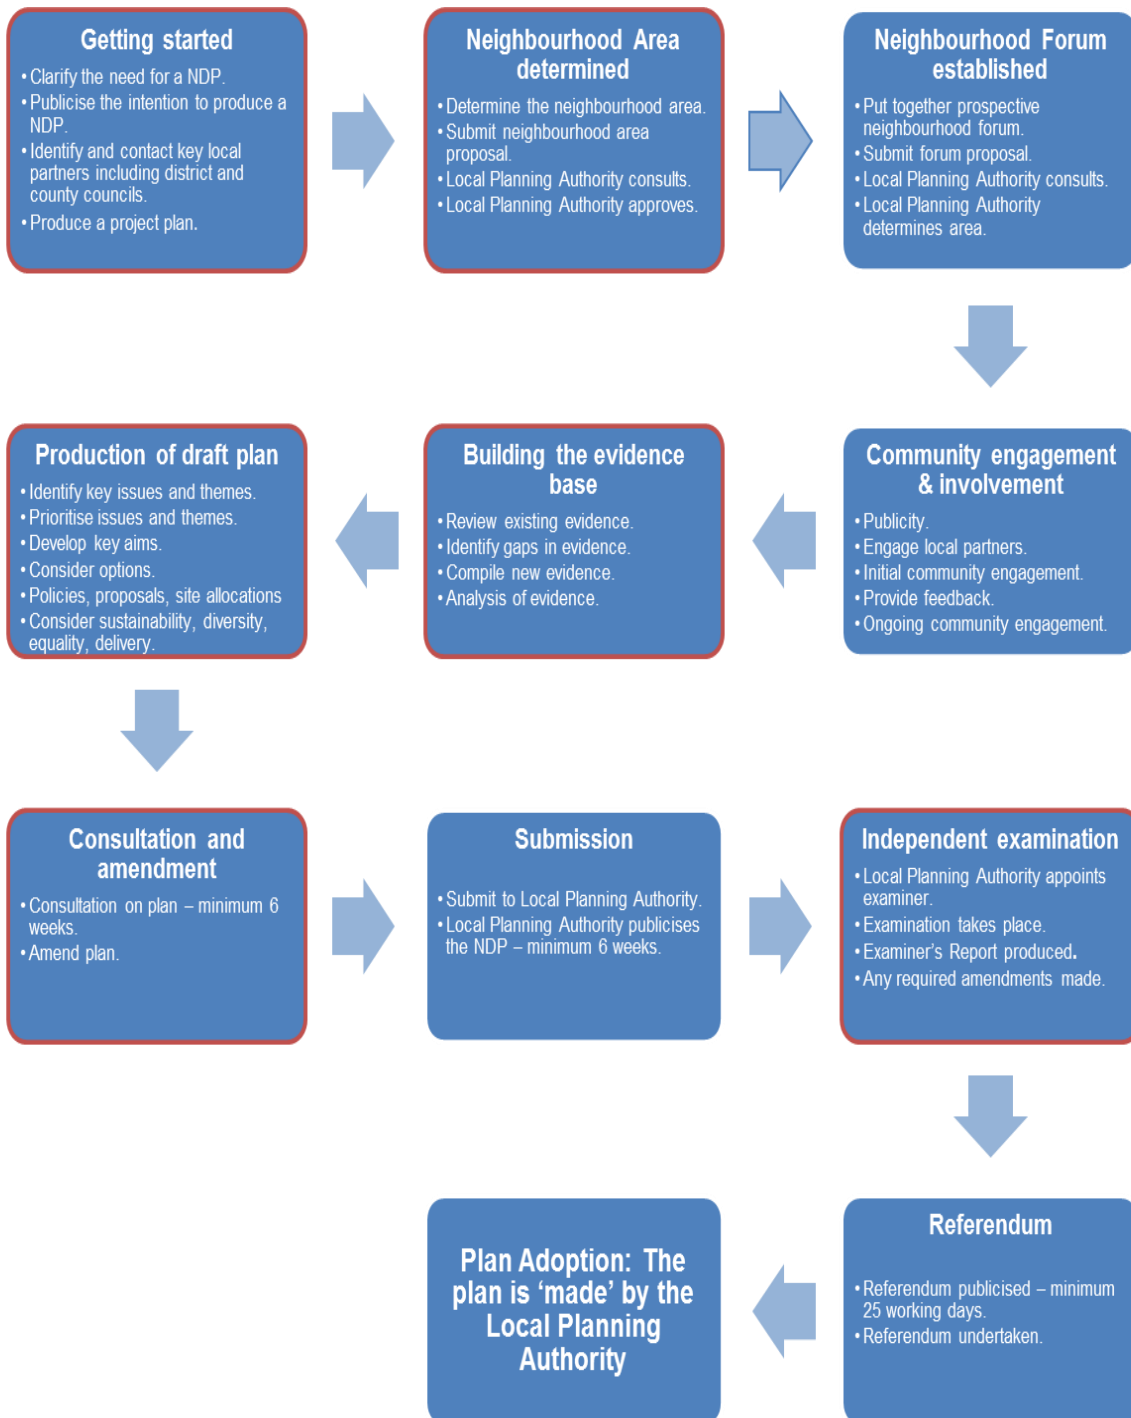 Getting started
• Clarify the need for a NDP.
• Publicise the intention to produce a
NDP.
• Identify and contact key local
partners including district and
county councils.
• Produce a project plan.
Neighbourhood Area
determined
• Determine the neighbourhood area.
• Submit neighbourhood area
proposal.
• Local Planning Authority consults.
• Local Planning Authority approves.
Neighbourhood Forum
established
• Put together prospective
neighbourhood forum.
• Submit forum proposal.
• Local Planning Authority consults.
• Local Planning Authority
determines area.
Community engagement
& involvement
• Publicity.
• Engage local partners.
• Initial community engagement.
• Provide feedback.
• Ongoing community engagement.
Building the evidence
base
• Review existing evidence.
• Identify gaps in evidence.
• Compile new evidence.
• Analysis of evidence.
Production of draft plan
• Identify key issues and themes.
• Prioritise issues and themes.
• Develop key aims.
• Consider options.
• Policies, proposals, site allocations
• Consider sustainability, diversity,
equality, delivery.
Consultation and
amendment
• Consultation on plan – minimum 6
weeks.
• Amend plan.
Submission
• Submit to Local Planning Authority.
• Local Planning Authority publicises
the NDP – minimum 6 weeks.
Independent examination
• Local Planning Authority appoints
examiner.
• Examination takes place.
• Examiner's Report produced.
• Any required amendments made.
Referendum
• Referendum publicised – minimum
25 working days.
• Referendum undertaken.
Plan Adoption: The
plan is ‘made’ by the
Local Planning
Authority